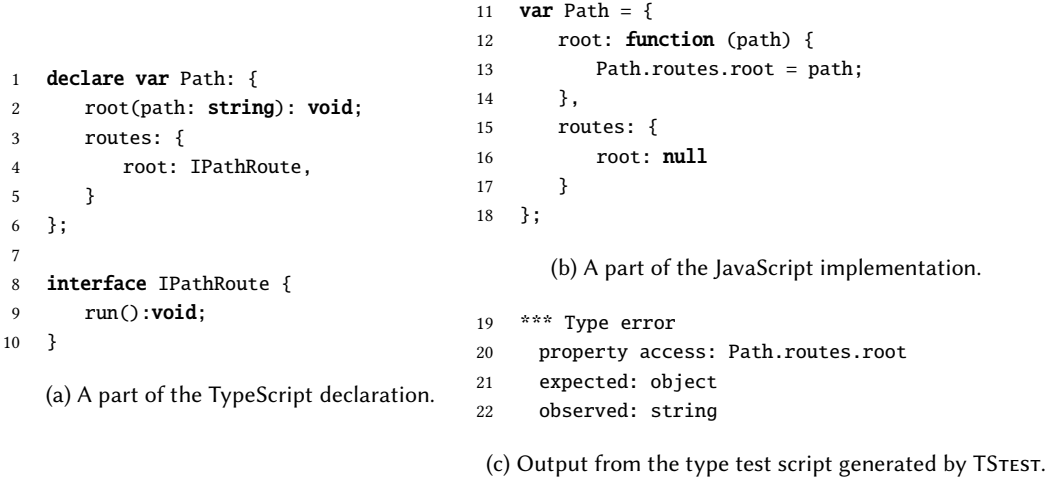 1 declare var Path: {
2 root(path: string): void;
3 routes: {
4 root: IPathRoute,
5 }
6 };
7
8 interface IPathRoute {
9 run():void;
10 }
(a) A part of the TypeScript declaration.
11 var Path = {
12 root: function (path) {
13 Path.routes.root = path;
14 },
15 routes: {
16 root: null
17 }
18 };
(b) A part of the JavaScript implementation.
19 *** Type error
20 property access: Path.routes.root
21 expected: object
22 observed: string
(c) Output from the type test script generated by TSTEST.